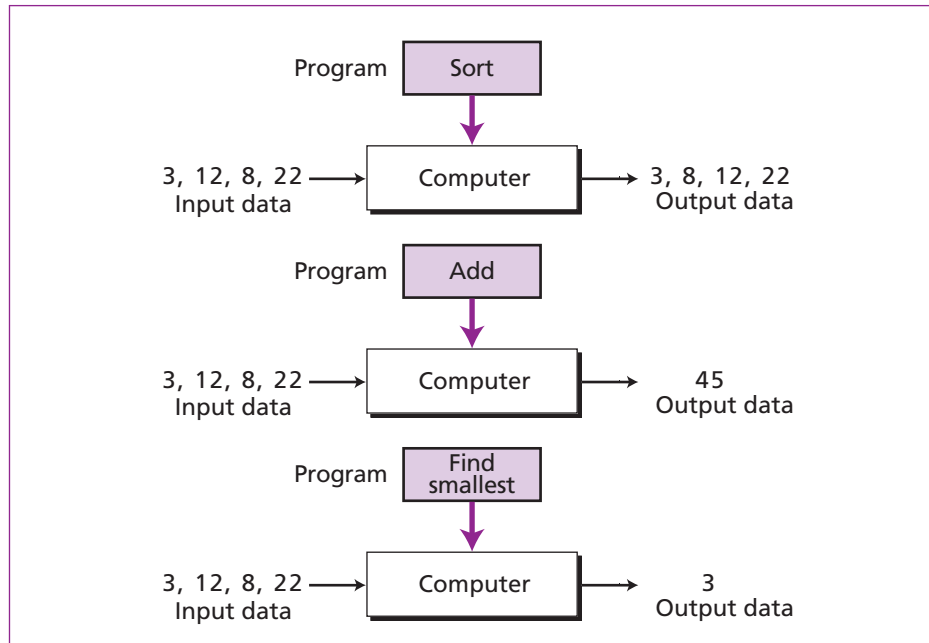 Program Sort
3, 12, 8, 22 Computer 3, 8, 12, 22
Input data Output data
Program Add
3, 12, 8, 22 Computer 45
Input data Output data
Program Find
smallest
3, 12, 8, 22 Computer 3
Input data Output data